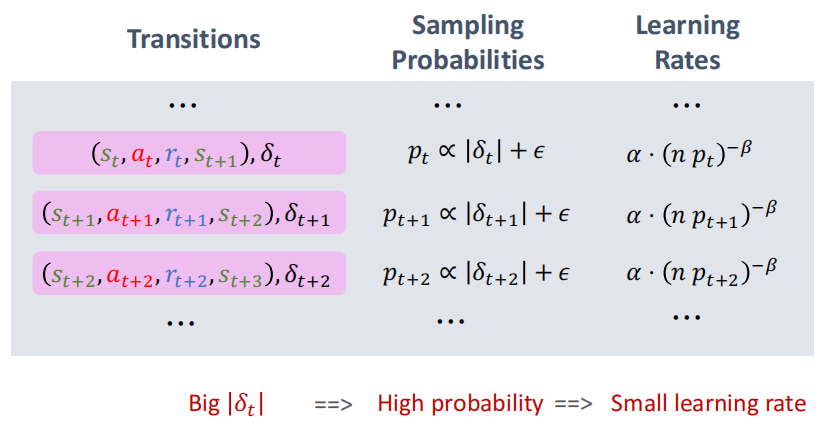 Transitions Sampling Probabilities Learning Rates
... ... ...
(s_t, a_t, r_t, s_{t+1}), δ_t p_t ∝ |δ_t| + ϵ α · (n p_t)^{−β}
(s_{t+1}, a_{t+1}, r_{t+1}, s_{t+2}), δ_{t+1} p_{t+1} ∝ |δ_{t+1}| + ϵ α · (n p_{t+1})^{−β}
(s_{t+2}, a_{t+2}, r_{t+2}, s_{t+3}), δ_{t+2} p_{t+2} ∝ |δ_{t+2}| + ϵ α · (n p_{t+2})^{−β}
... ... ...
Big |δ_t| ==> High probability ==> Small learning rate